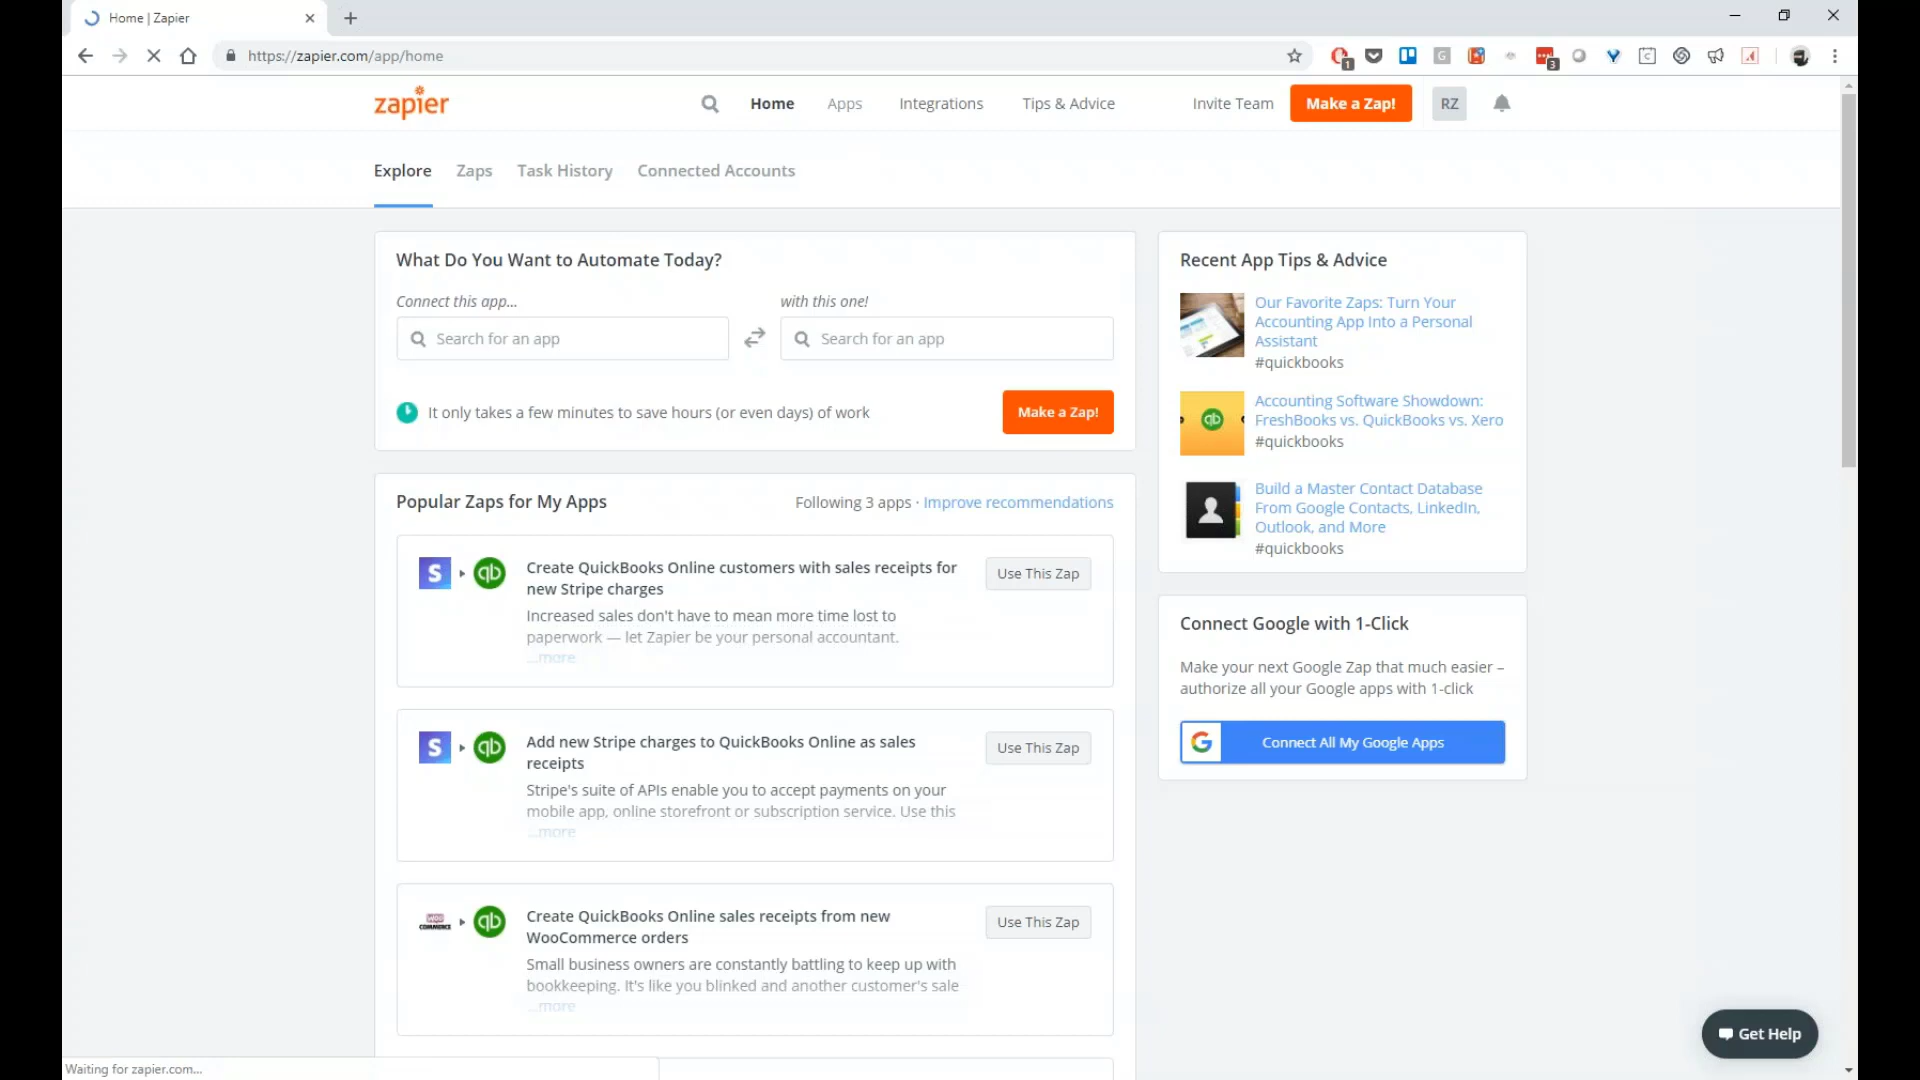 Home | Zapier
https://zapier.com/app/home
1
G
3
C
zapier
Home
Apps
Integrations
Tips & Advice
Invite Team
Make a Zap!
RZ
Explore
Zaps
Task History
Connected Accounts
What Do You Want to Automate Today?
Connect this app...
with this one!
Search for an app
Search for an app
It only takes a few minutes to save hours (or even days) of work
Make a Zap!
Popular Zaps for My Apps
Following 3 apps · Improve recommendations
S
qb
Create QuickBooks Online customers with sales receipts for
new Stripe charges
Increased sales don't have to mean more time lost to
paperwork — let Zapier be your personal accountant.
...more
Use This Zap
S
qb
Add new Stripe charges to QuickBooks Online as sales
receipts
Stripe's suite of APIs enable you to accept payments on your
mobile app, online storefront or subscription service. Use this
...more
Use This Zap
WOO
COMMERCE
qb
Create QuickBooks Online sales receipts from new
WooCommerce orders
Small business owners are constantly battling to keep up with
bookkeeping. It's like you blinked and another customer's sale
...more
Use This Zap
Recent App Tips & Advice
Our Favorite Zaps: Turn Your
Accounting App Into a Personal
Assistant
#quickbooks
qb
Accounting Software Showdown:
FreshBooks vs. QuickBooks vs. Xero
#quickbooks
Build a Master Contact Database
From Google Contacts, LinkedIn,
Outlook, and More
#quickbooks
Connect Google with 1-Click
Make your next Google Zap that much easier –
authorize all your Google apps with 1-click
G
Connect All My Google Apps
Get Help
Waiting for zapier.com...